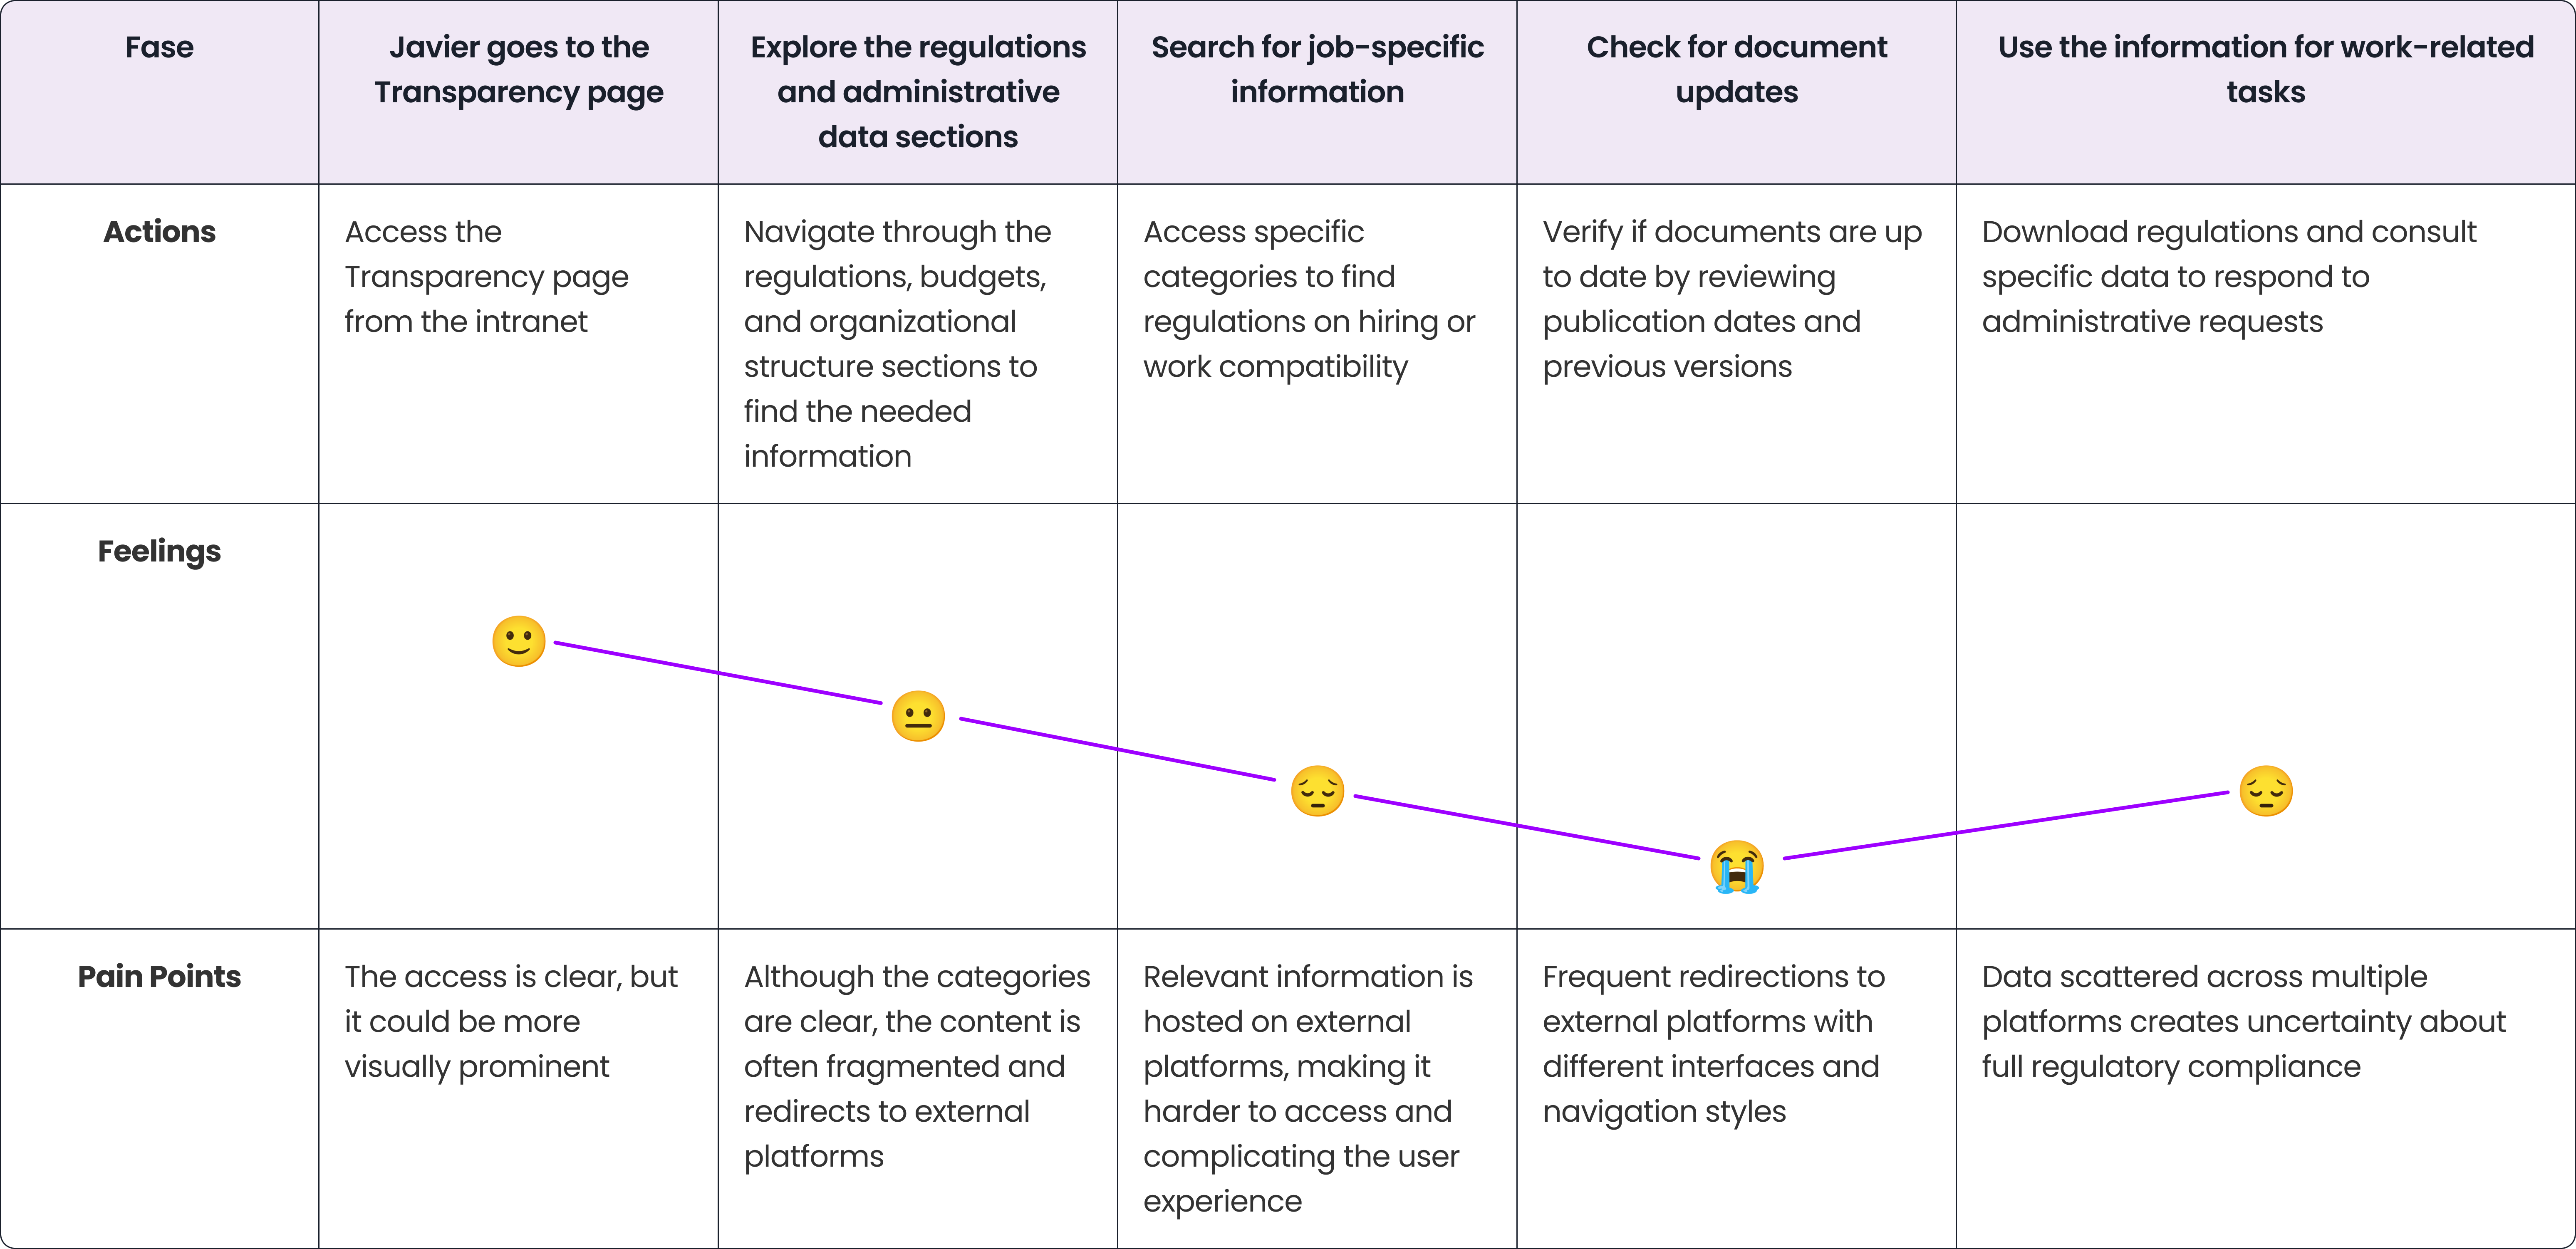 Fase
Javier goes to the
Transparency page
Explore the regulations
and administrative
data sections
Search for job-specific
information
Check for document
updates
Use the information for work-related
tasks
Actions
Access the
Transparency page
from the intranet
Navigate through the
regulations, budgets,
and organizational
structure sections to
find the needed
information
Access specific
categories to find
regulations on hiring or
work compatibility
Verify if documents are up
to date by reviewing
publication dates and
previous versions
Download regulations and consult
specific data to respond to
administrative requests
Feelings
Pain Points
The access is clear, but
it could be more
visually prominent
Although the categories
are clear, the content is
often fragmented and
redirects to external
platforms
Relevant information is
hosted on external
platforms, making it
harder to access and
complicating the user
experience
Frequent redirections to
external platforms with
different interfaces and
navigation styles
Data scattered across multiple
platforms creates uncertainty about
full regulatory compliance